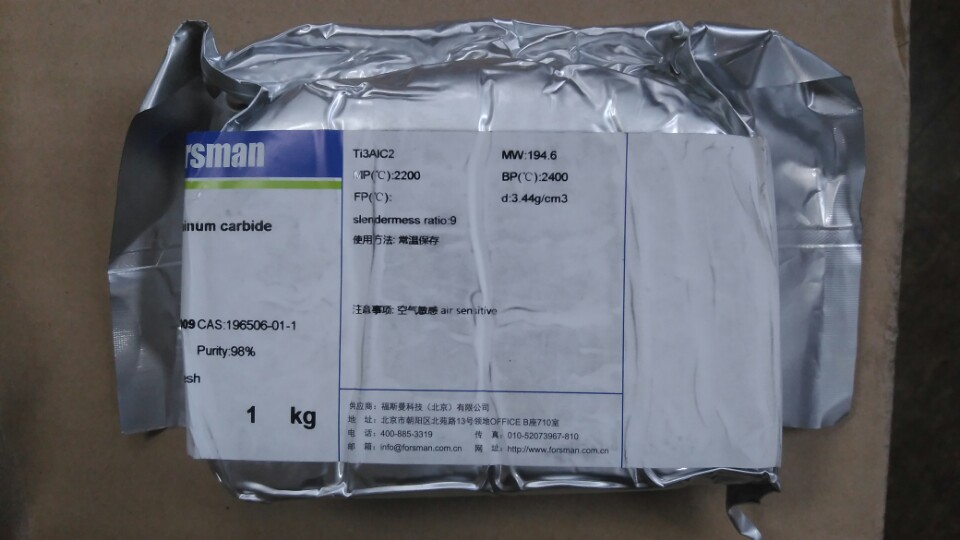 rsman
inum carbide
09 CAS:196506-01-1
Purity:98%
esh
1 kg
Ti3AlC2 MW:194.6
MP(℃):2200 BP(℃):2400
FP(℃): d:3.44g/cm3
slendermess ratio:9
使用方法: 常温保存
注意事项: 空气敏感 air sensitive
供应商: 福斯曼科技（北京）有限公司
地 址: 北京市朝阳区北苑路13号领地OFFICE B座710室
电 话: 400-885-3319 传 真: 010-52073967-810
邮 箱: info@forsman.com.cn 网 址: http://www.forsman.com.cn